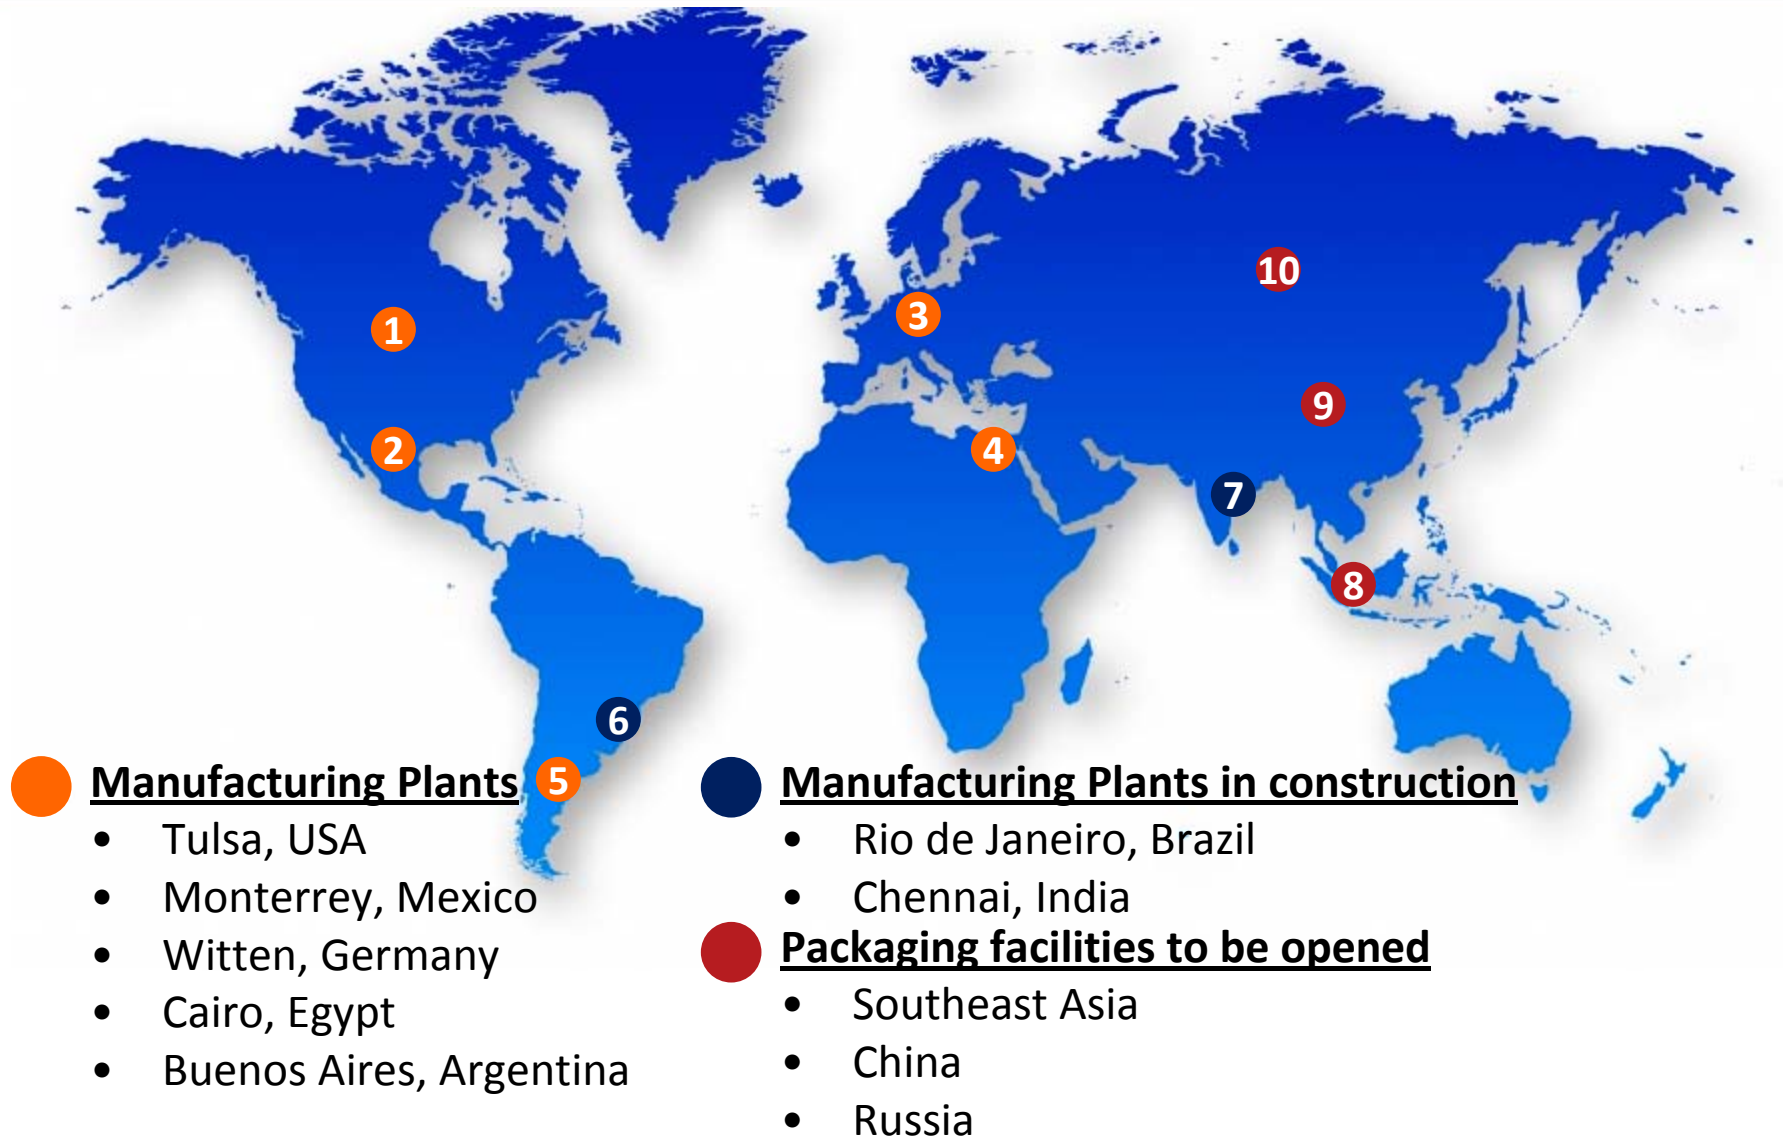 10
3
1
9
2
4
7
8
6
5
Manufacturing Plants
• Tulsa, USA
• Monterrey, Mexico
• Witten, Germany
• Cairo, Egypt
• Buenos Aires, Argentina
Manufacturing Plants in construction
• Rio de Janeiro, Brazil
• Chennai, India
Packaging facilities to be opened
• Southeast Asia
• China
• Russia